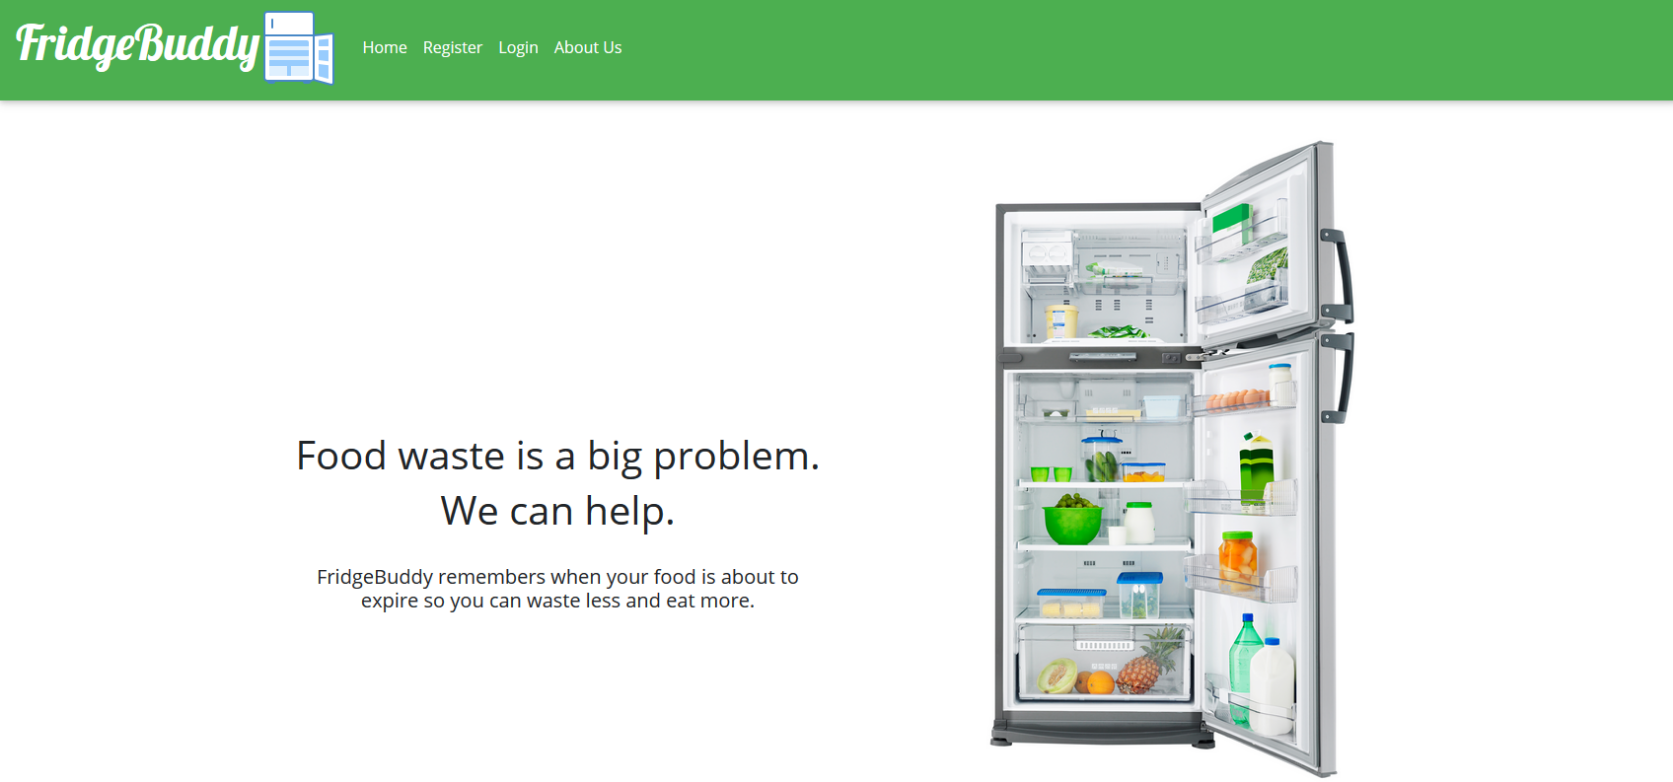 FridgeBuddy
Home Register Login About Us
Food waste is a big problem.
We can help.
FridgeBuddy remembers when your food is about to
expire so you can waste less and eat more.